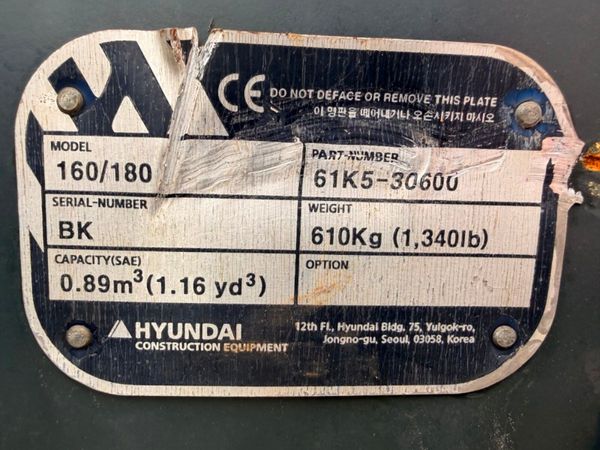 CE DO NOT DEFACE OR REMOVE THIS PLATE
이 명판을 떼어내거나 오손시키지 마시오
MODEL
160/180
PART-NUMBER
61K5-30600
SERIAL-NUMBER
BK
WEIGHT
610Kg (1,340lb)
CAPACITY(SAE)
0.89m³(1.16 yd³)
OPTION
HYUNDAI
CONSTRUCTION EQUIPMENT
12th Fl., Hyundai Bldg, 75, Yulgok-ro,
Jongno-gu, Seoul, 03058, Korea